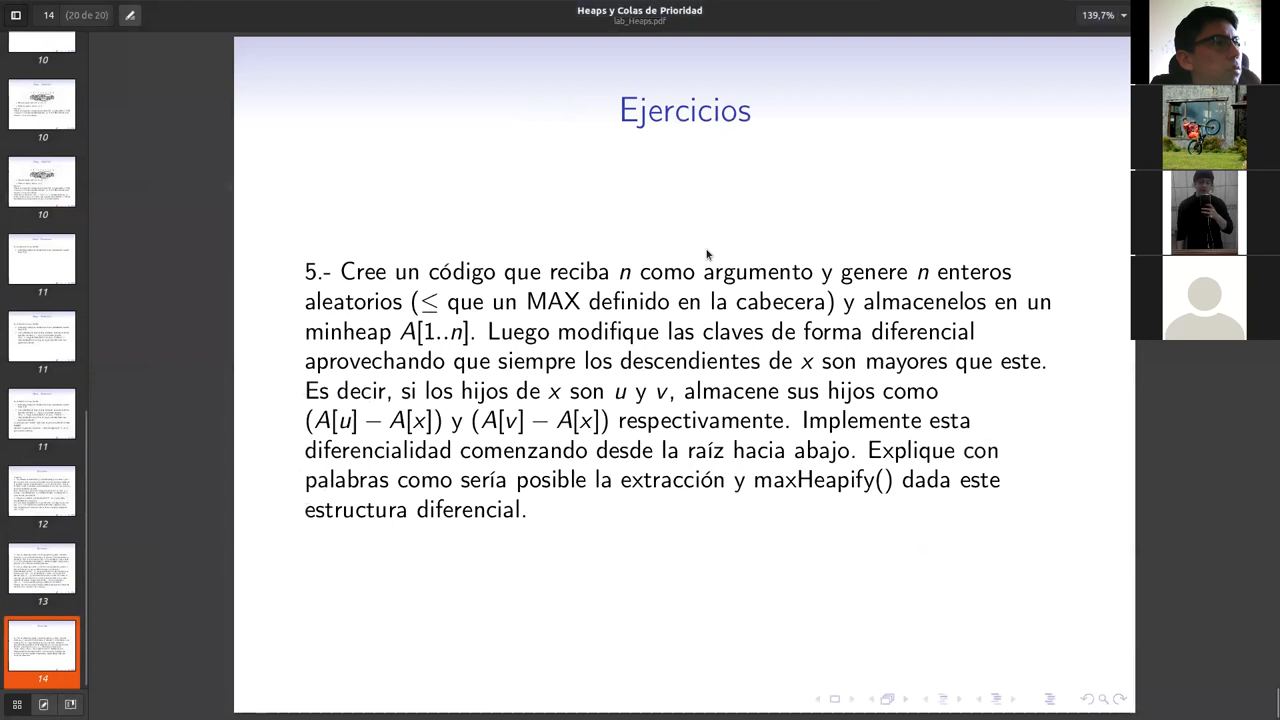 Heaps y Colas de Prioridad
lab_Heaps.pdf
14 (20 de 20)
139,7%
10
10
10
11
11
11
12
13
14
Ejercicios
5.- Cree un código que reciba n como argumento y genere n enteros
aleatorios (≤ que un MAX definido en la cabecera) y almacenelos en un
minheap A[1..n]. Luego modifique las claves de forma diferencial
aprovechando que siempre los descendientes de x son mayores que este.
Es decir, si los hijos de x son u y v, almacene sus hijos como
(A[u] − A[x]) y (A[v] − A[x]) respectivamente. Implemente esta
diferencialidad comenzando desde la raíz hacia abajo. Explique con
palabras como sería posible la extracción y maxHeapify() dada este
estructura diferencial.